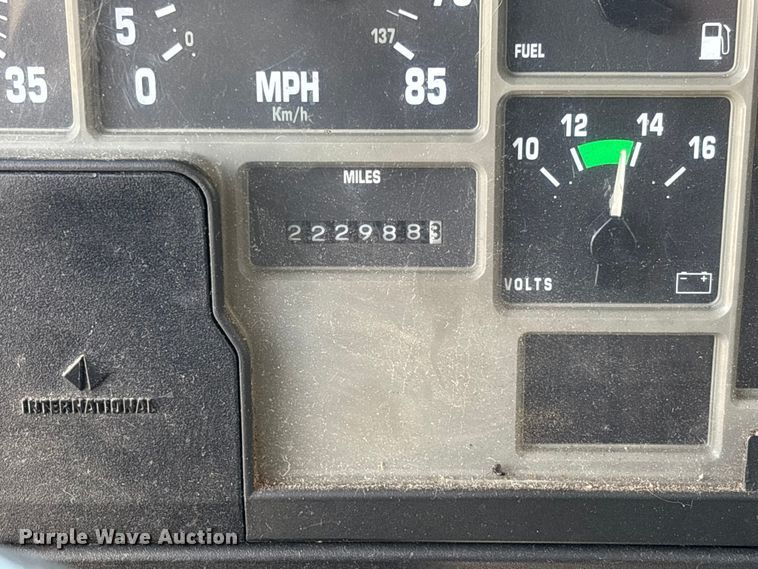 5
0
35
0
MPH
Km/h
137
85
FUEL
10
12
14
16
VOLTS
- +
MILES
222988
INTERNATIONAL
Purple Wave Auction